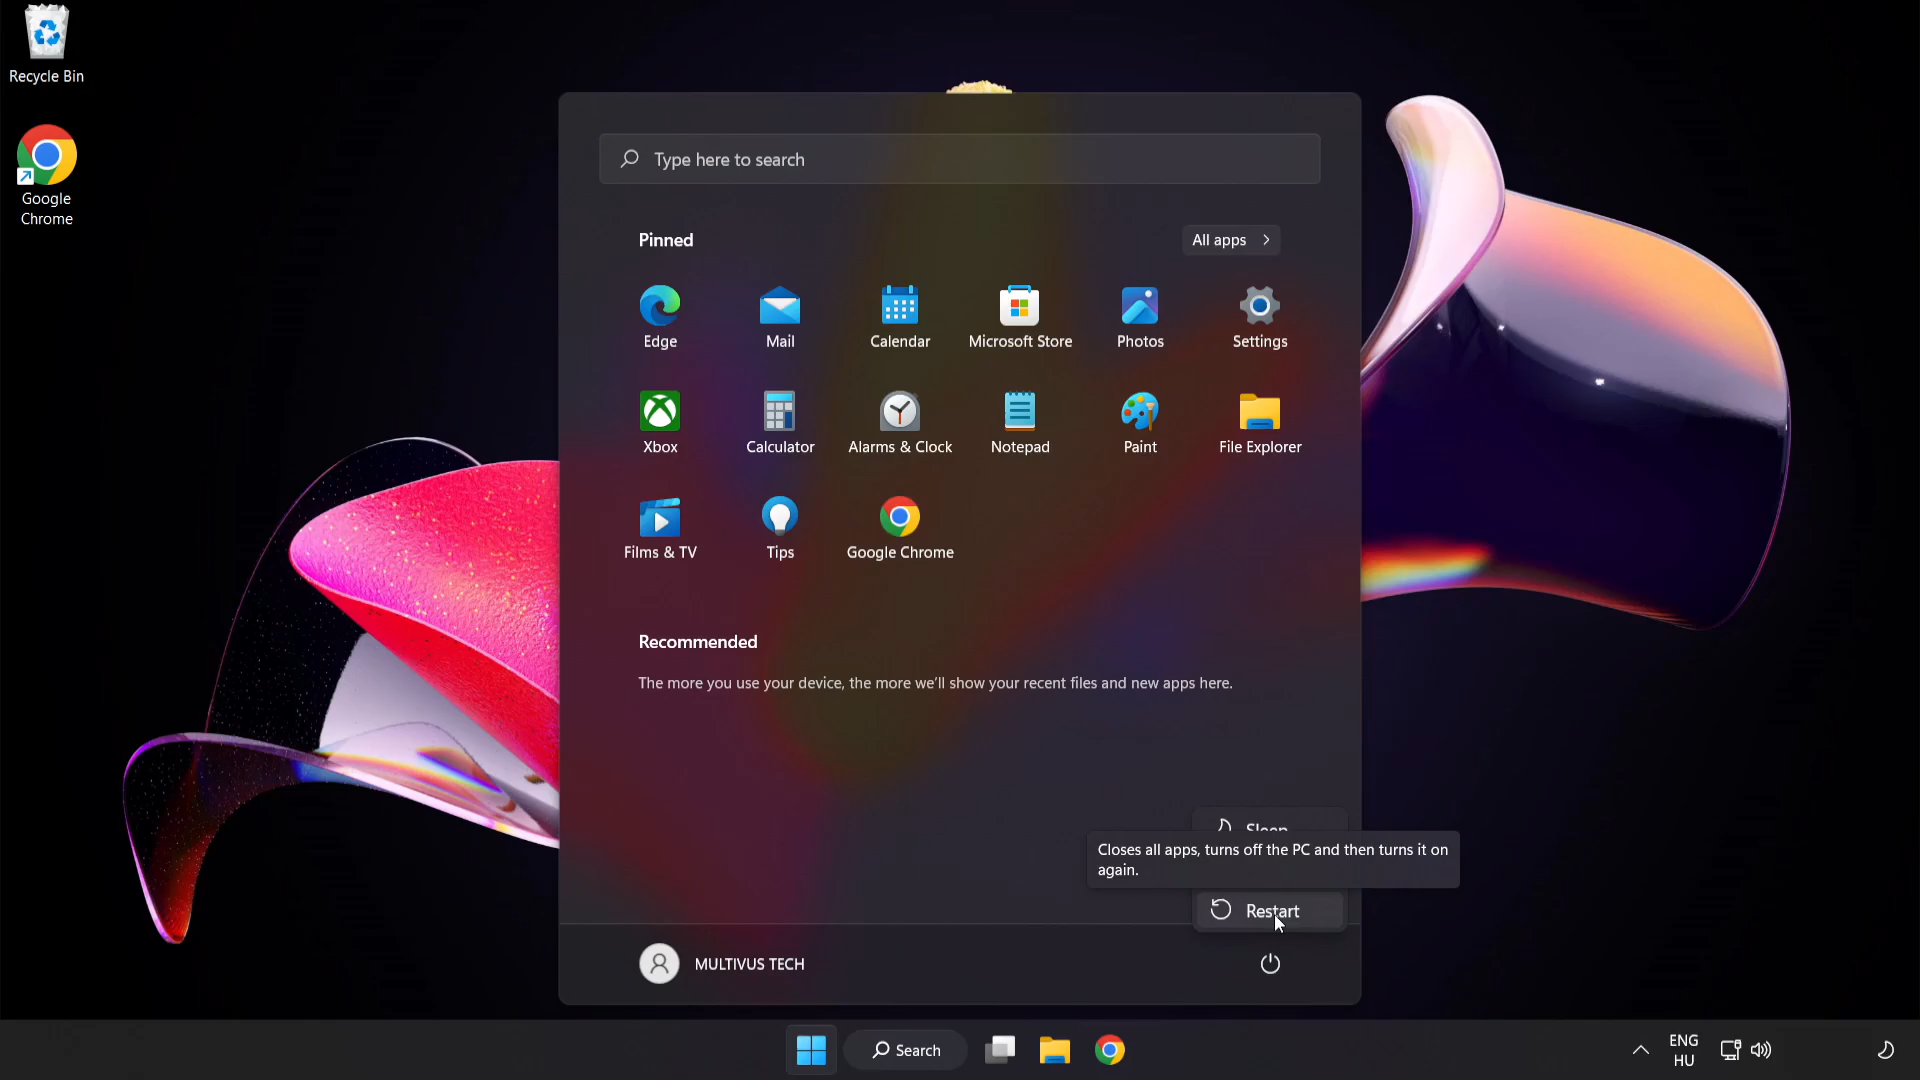 Recycle Bin
Google
Chrome
Type here to search
Pinned
All apps
Edge
Mail
Calendar
Microsoft Store
Photos
Settings
Xbox
Calculator
Alarms & Clock
Notepad
Paint
File Explorer
Films & TV
Tips
Google Chrome
Recommended
The more you use your device, the more we'll show your recent files and new apps here.
Sleep
Closes all apps, turns off the PC and then turns it on
again.
Restart
MULTIVUS TECH
Search
ENG
HU